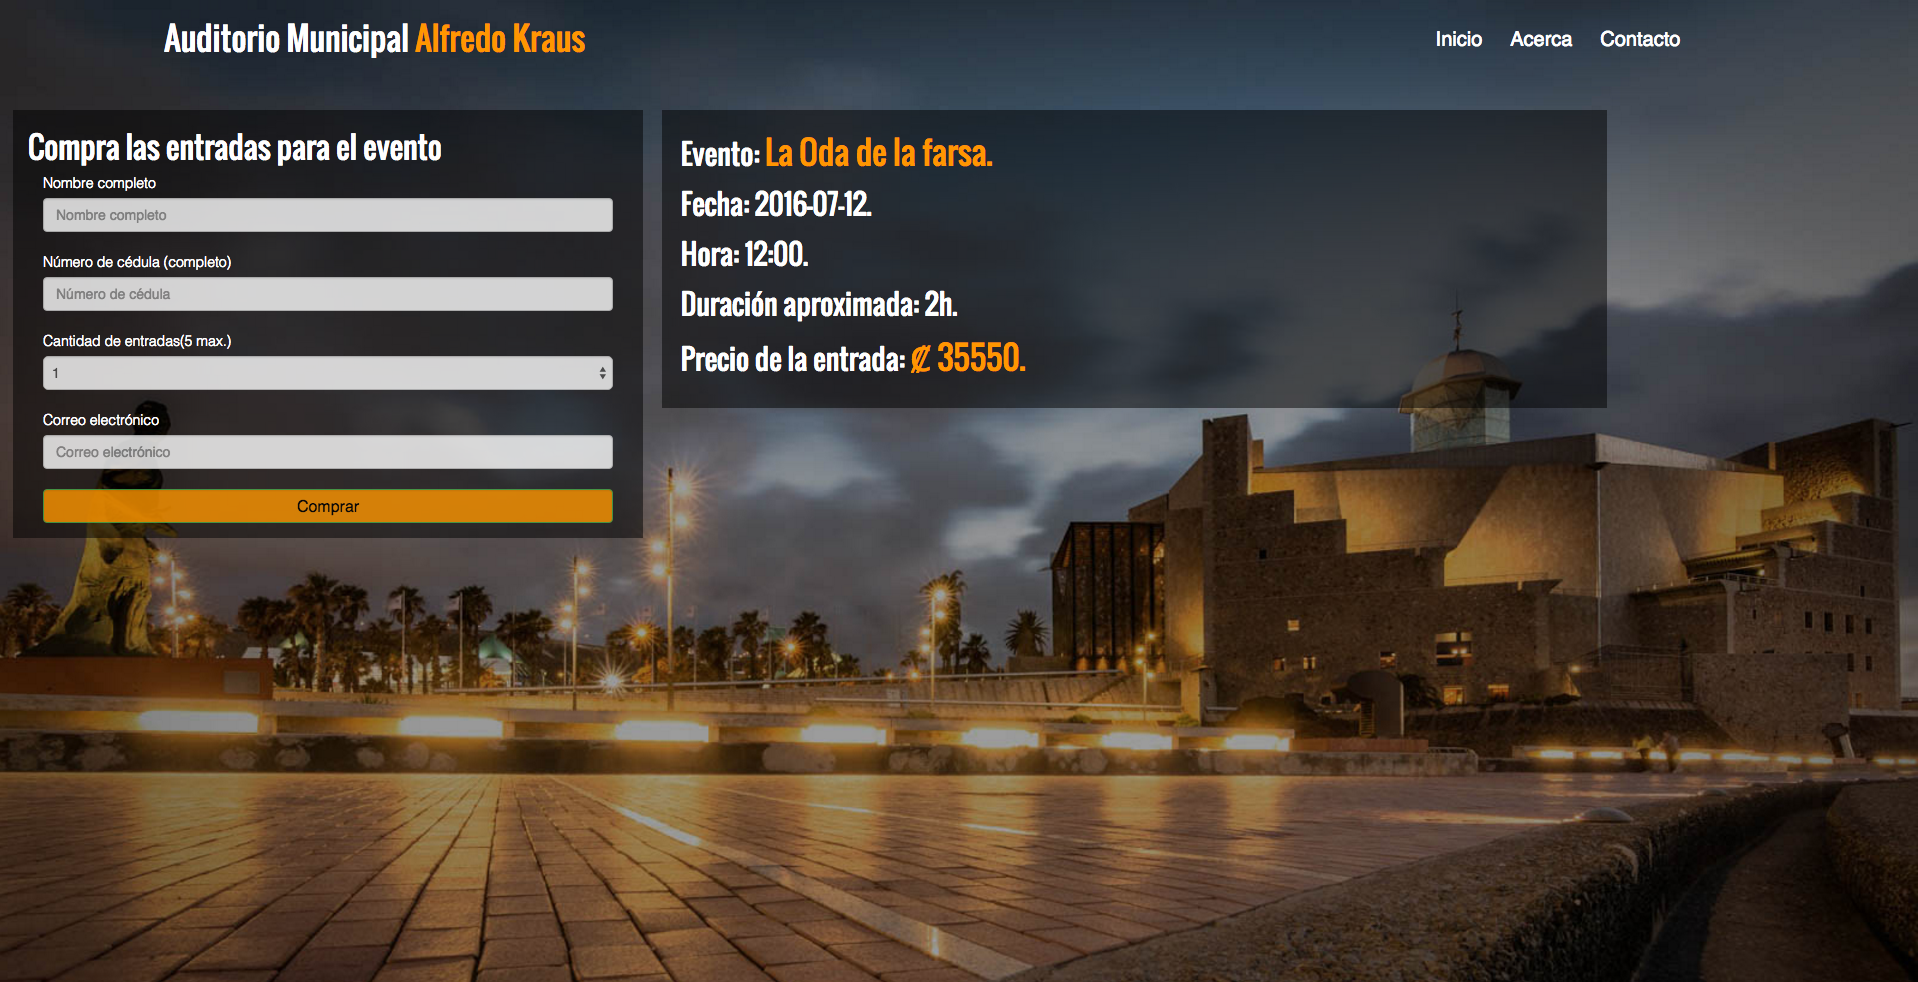 Auditorio Municipal Alfredo Kraus
Inicio Acerca Contacto
Compra las entradas para el evento
Nombre completo
Nombre completo
Número de cédula (completo)
Número de cédula
Cantidad de entradas(5 max.)
1
Correo electrónico
Correo electrónico
Comprar
Evento: La Oda de la farsa.
Fecha: 2016-07-12.
Hora: 12:00.
Duración aproximada: 2h.
Precio de la entrada: ₡ 35550.